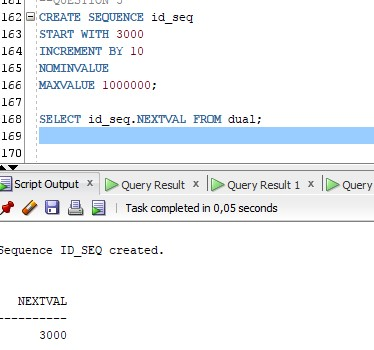 161 --QUESTION 5
162 CREATE SEQUENCE id_seq
163 START WITH 3000
164 INCREMENT BY 10
165 NOMINVALUE
166 MAXVALUE 1000000;
167
168 SELECT id_seq.NEXTVAL FROM dual;
169
170
Script Output x Query Result x Query Result 1 x Query
Task completed in 0,05 seconds
Sequence ID_SEQ created.
NEXTVAL
----------
3000